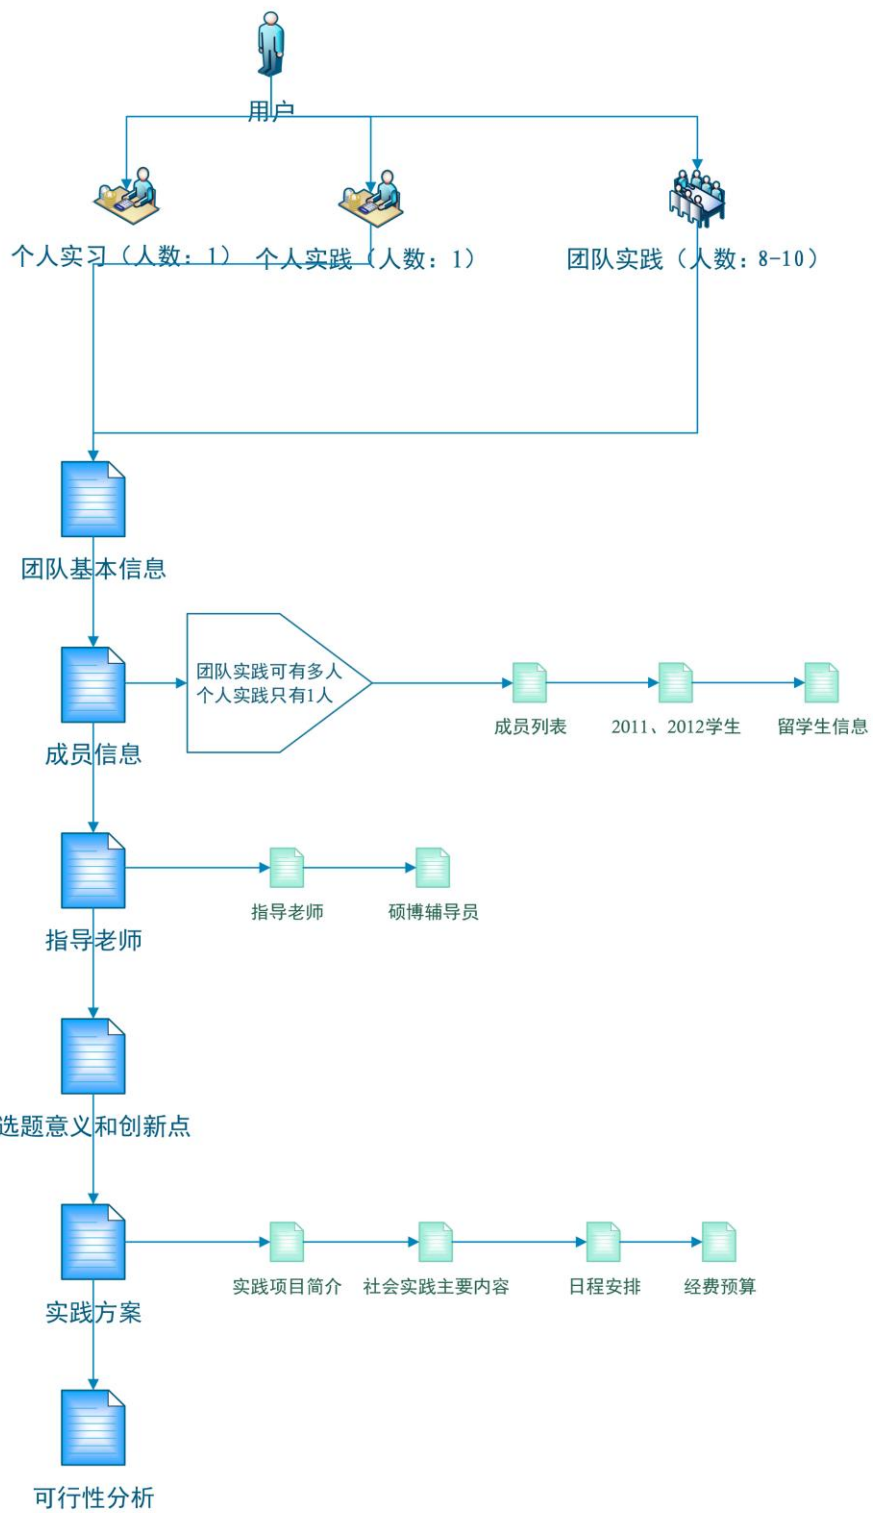 用户
个人实习（人数：1）
个人实践（人数：1）
团队实践（人数：8-10）
团队基本信息
团队实践可有多人
个人实践只有1人
成员列表
2011、2012学生
留学生信息
成员信息
指导老师
硕博辅导员
指导老师
选题意义和创新点
实践项目简介
社会实践主要内容
日程安排
经费预算
实践方案
可行性分析